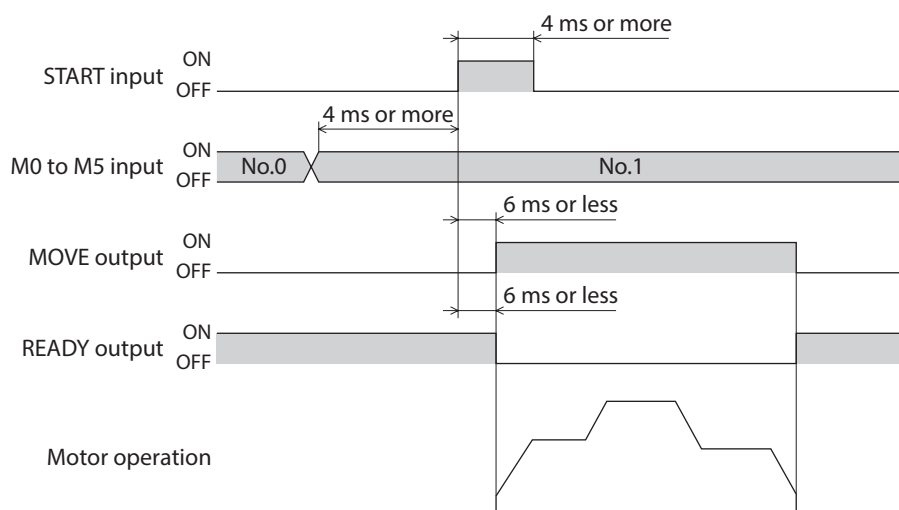 4 ms or more
START input ON
OFF
4 ms or more
M0 to M5 input ON
OFF
No.0 No.1
6 ms or less
MOVE output ON
OFF
6 ms or less
READY output ON
OFF
Motor operation